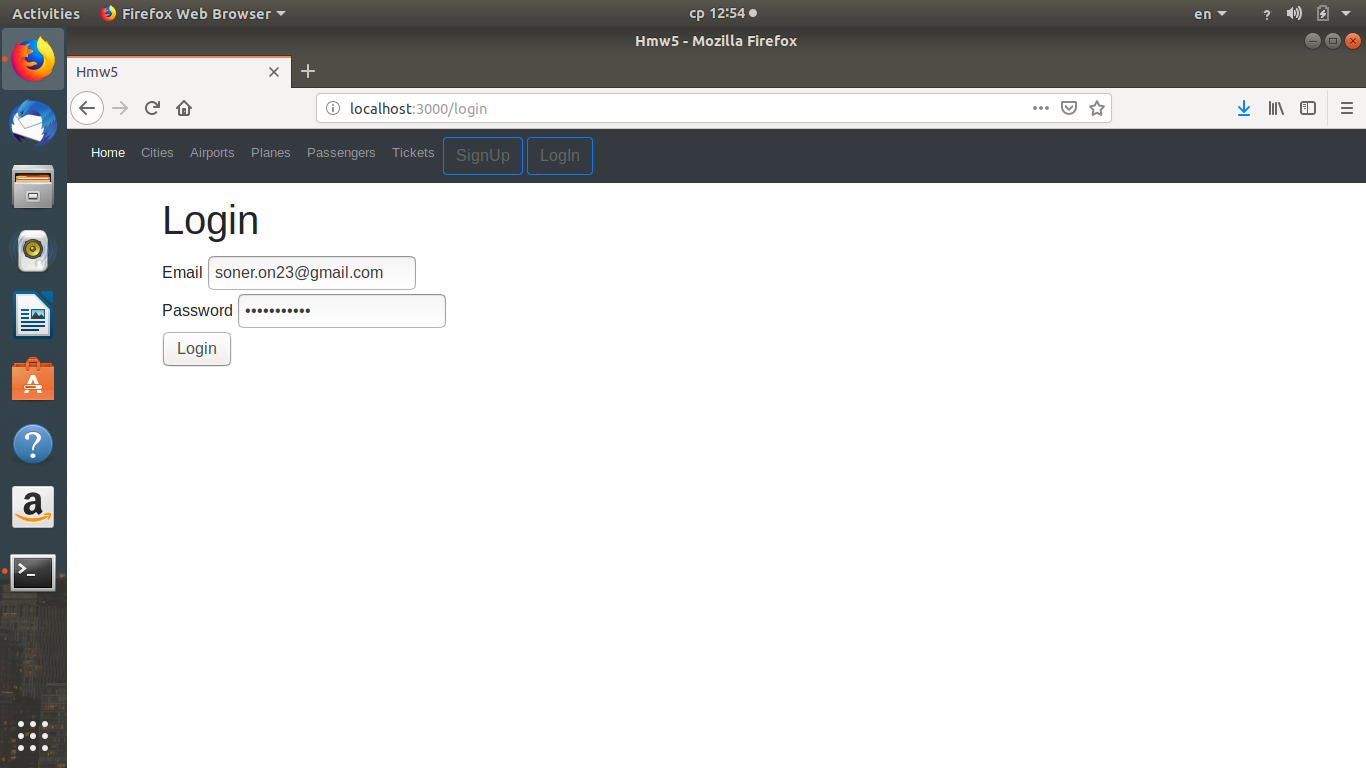 Activities Firefox Web Browser ср 12:54 en ?
Hmw5 - Mozilla Firefox
Hmw5
localhost:3000/login
Home Cities Airports Planes Passengers Tickets SignUp LogIn
Login
Email soner.on23@gmail.com
Password •••••••••••
Login